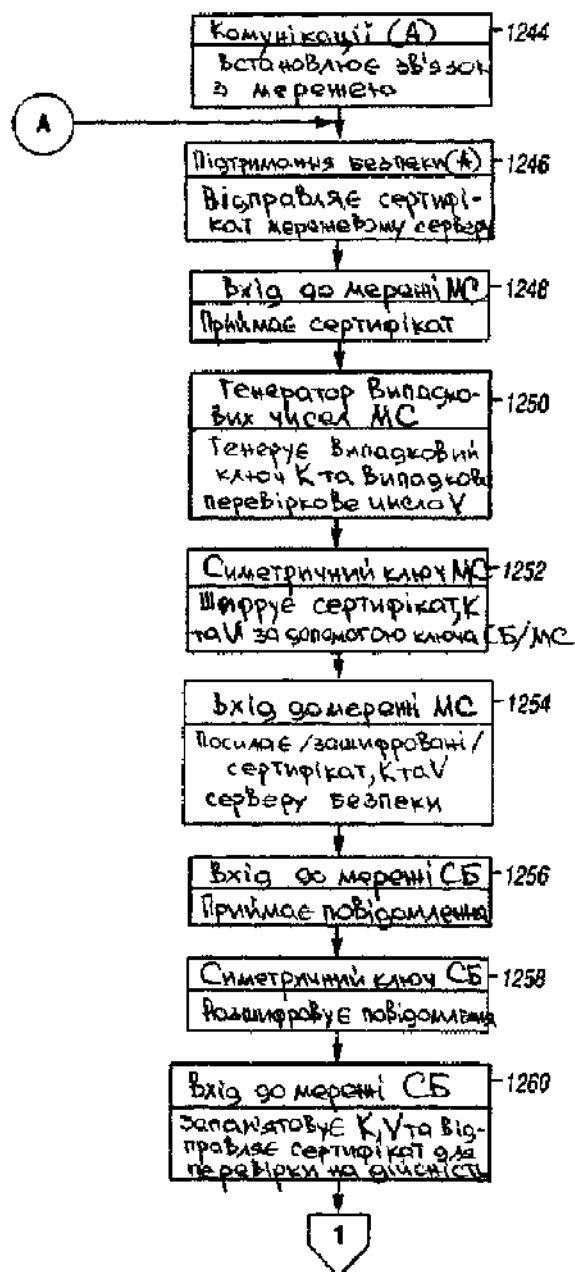 Комунікації (А)
1244
Встановлює зв'язок
з мережею
A
Підтримання безпеки(А)
1246
Відправляє сертифі-
кат мережевому серверу
Вхід до мережі МС
1248
Приймає сертифікат
Генератор Випадко-
вих чисел МС
1250
Генерує Випадковий
ключ К та Випадкове
перевіркове число V
Симетричний ключ МС
1252
Шифрує сертифікат, К
та V за допомогою ключа СБ/МС
Вхід до мережі МС
1254
Посилає /зашифровані/
сертифікат, К та V
серверу безпеки
Вхід до мережі СБ
1256
Приймає повідомлення
Симетричний ключ СБ
1258
Розшифровує повідомлення
Вхід до мережі СБ
1260
Запам'ятовує К, V та Від-
правляє сертифікат для
перевірки на дійсність
1